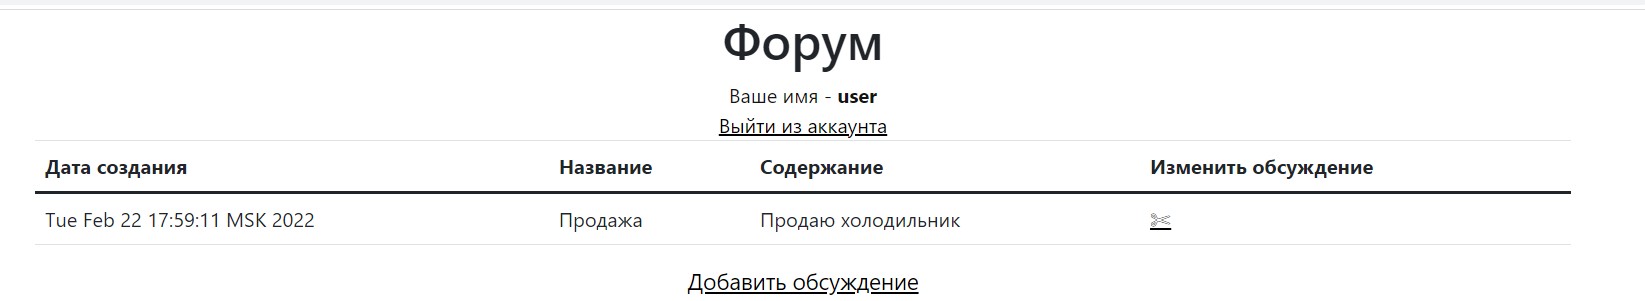 Форум
Ваше имя - user
Выйти из аккаунта
Дата создания Название Содержание Изменить обсуждение
Tue Feb 22 17:59:11 MSK 2022 Продажа Продаю холодильник ✄
Добавить обсуждение